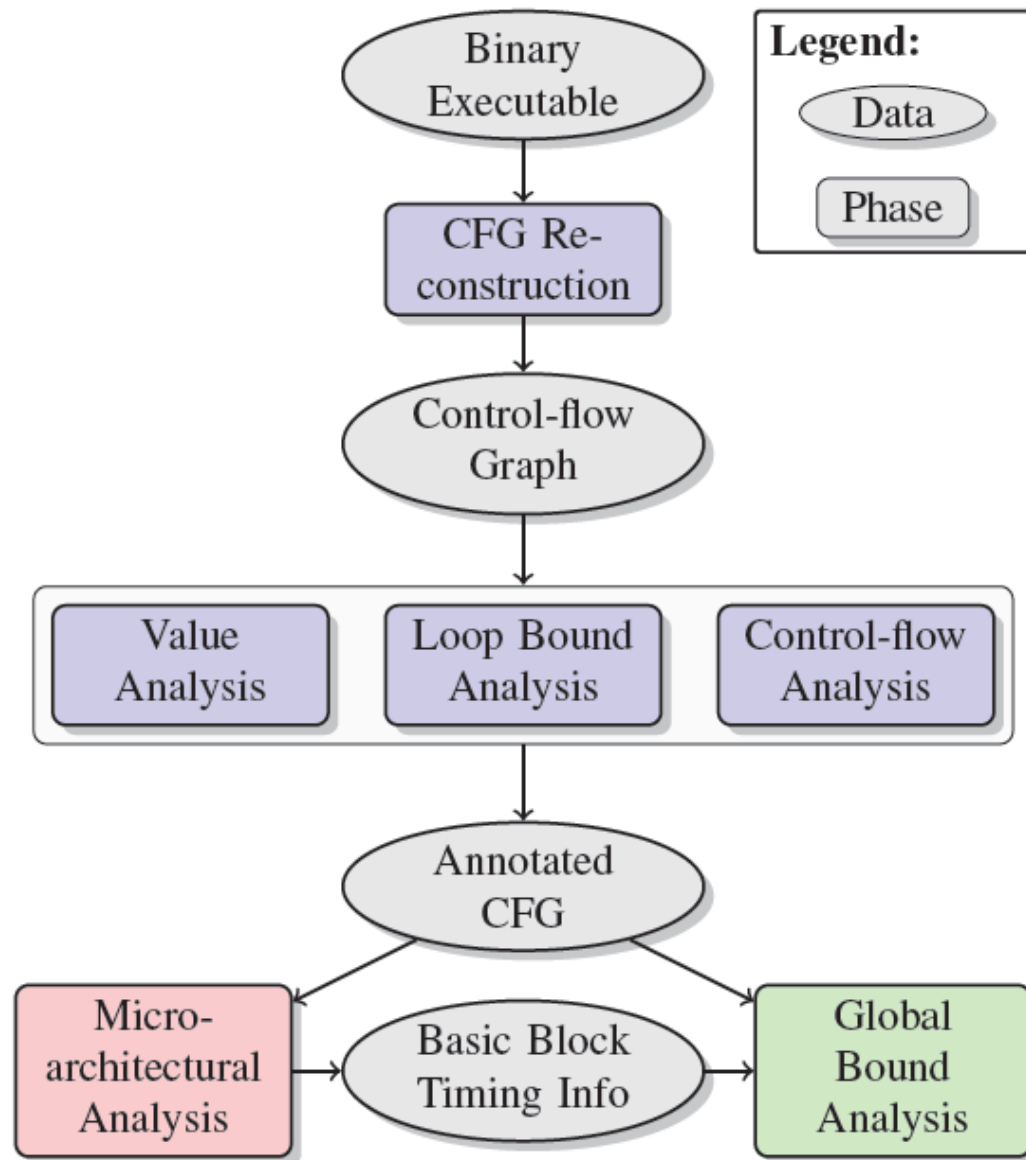 Binary
Executable
Legend:
Data
Phase
CFG Re-
construction
Control-flow
Graph
Value
Analysis
Loop Bound
Analysis
Control-flow
Analysis
Annotated
CFG
Micro-
architectural
Analysis
Basic Block
Timing Info
Global
Bound
Analysis